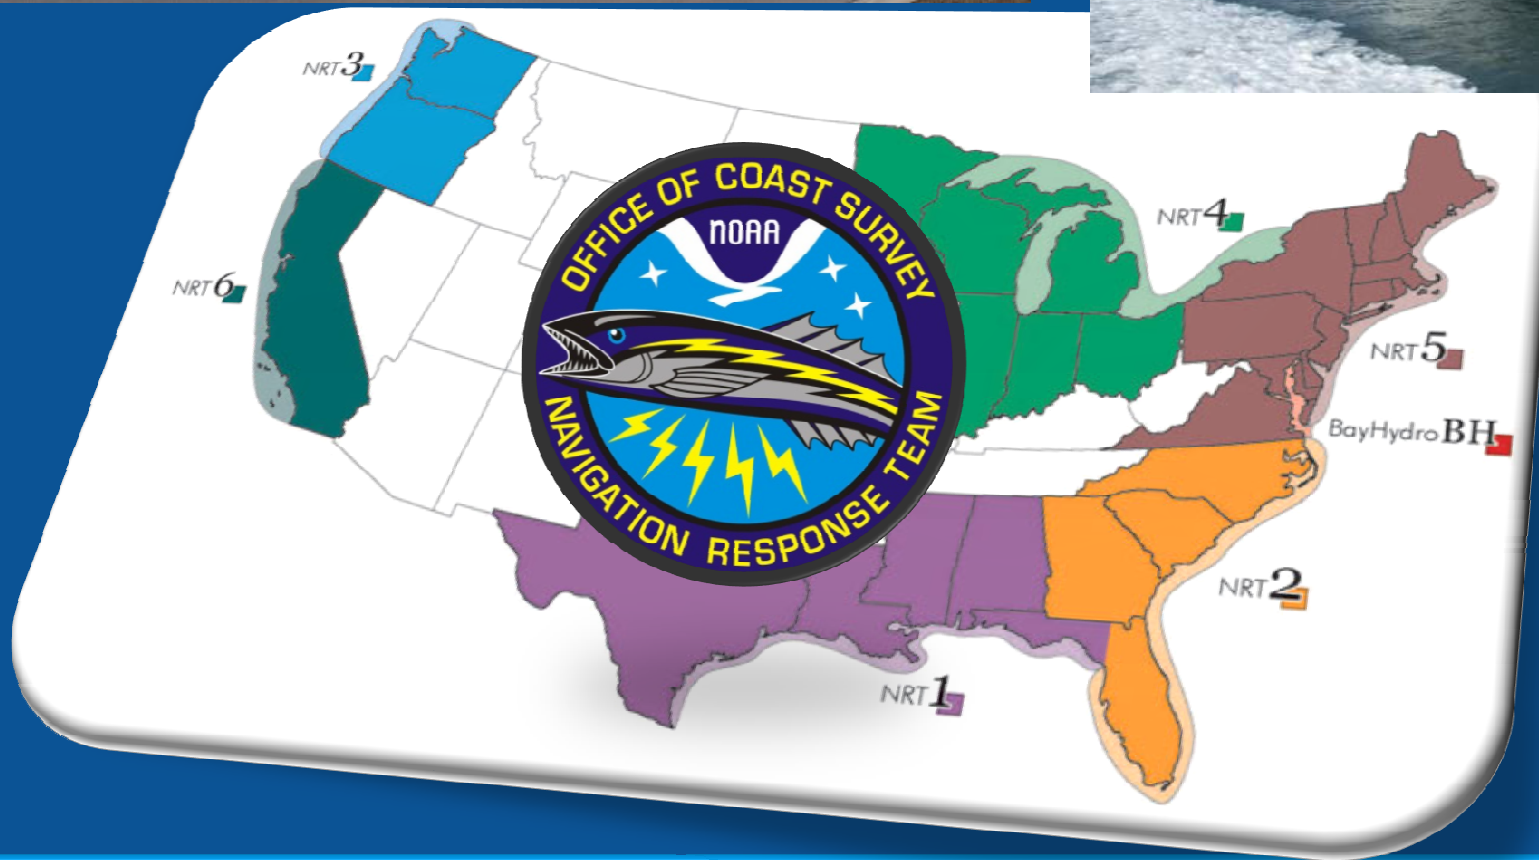 NRT3
NRT4
NRT6
OFFICE OF COAST SURVEY
NOAA
NAVIGATION RESPONSE TEAM
NRT5
BayHydro BH
NRT2
NRT1